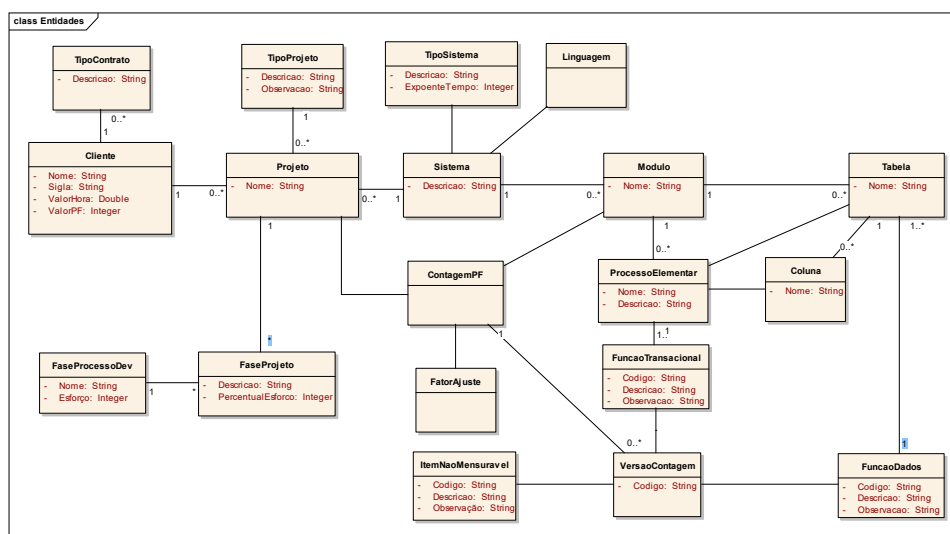 class Entidades
TipoContrato
- Descricao: String
TipoProjeto
- Descricao: String
- Observacao: String
TipoSistema
- Descricao: String
- ExpoenteTempo: Integer
Linguagem
0..*
1
1
0..*
Cliente
- Nome: String
- Sigla: String
- ValorHora: Double
- ValorPF: Integer
1
0..*
Projeto
- Nome: String
0..*
1
Sistema
- Descricao: String
1
0..*
Modulo
- Nome: String
1
0..*
Tabela
- Nome: String
1
1
0..*
1
0..*
1..*
ContagemPF
1
ProcessoElementar
- Nome: String
- Descricao: String
Coluna
- Nome: String
1
1..
*
FaseProcessoDev
- Nome: String
- Esforço: Integer
1
*
FaseProjeto
- Descricao: String
- PercentualEsforco: Integer
FatorAjuste
FuncaoTransacional
- Codigo: String
- Descricao: String
- Observacao: String
0..*
1
ItemNaoMensuravel
- Codigo: String
- Descricao: String
- Observação: String
VersaoContagem
- Codigo: String
FuncaoDados
- Codigo: String
- Descricao: String
- Observacao: String